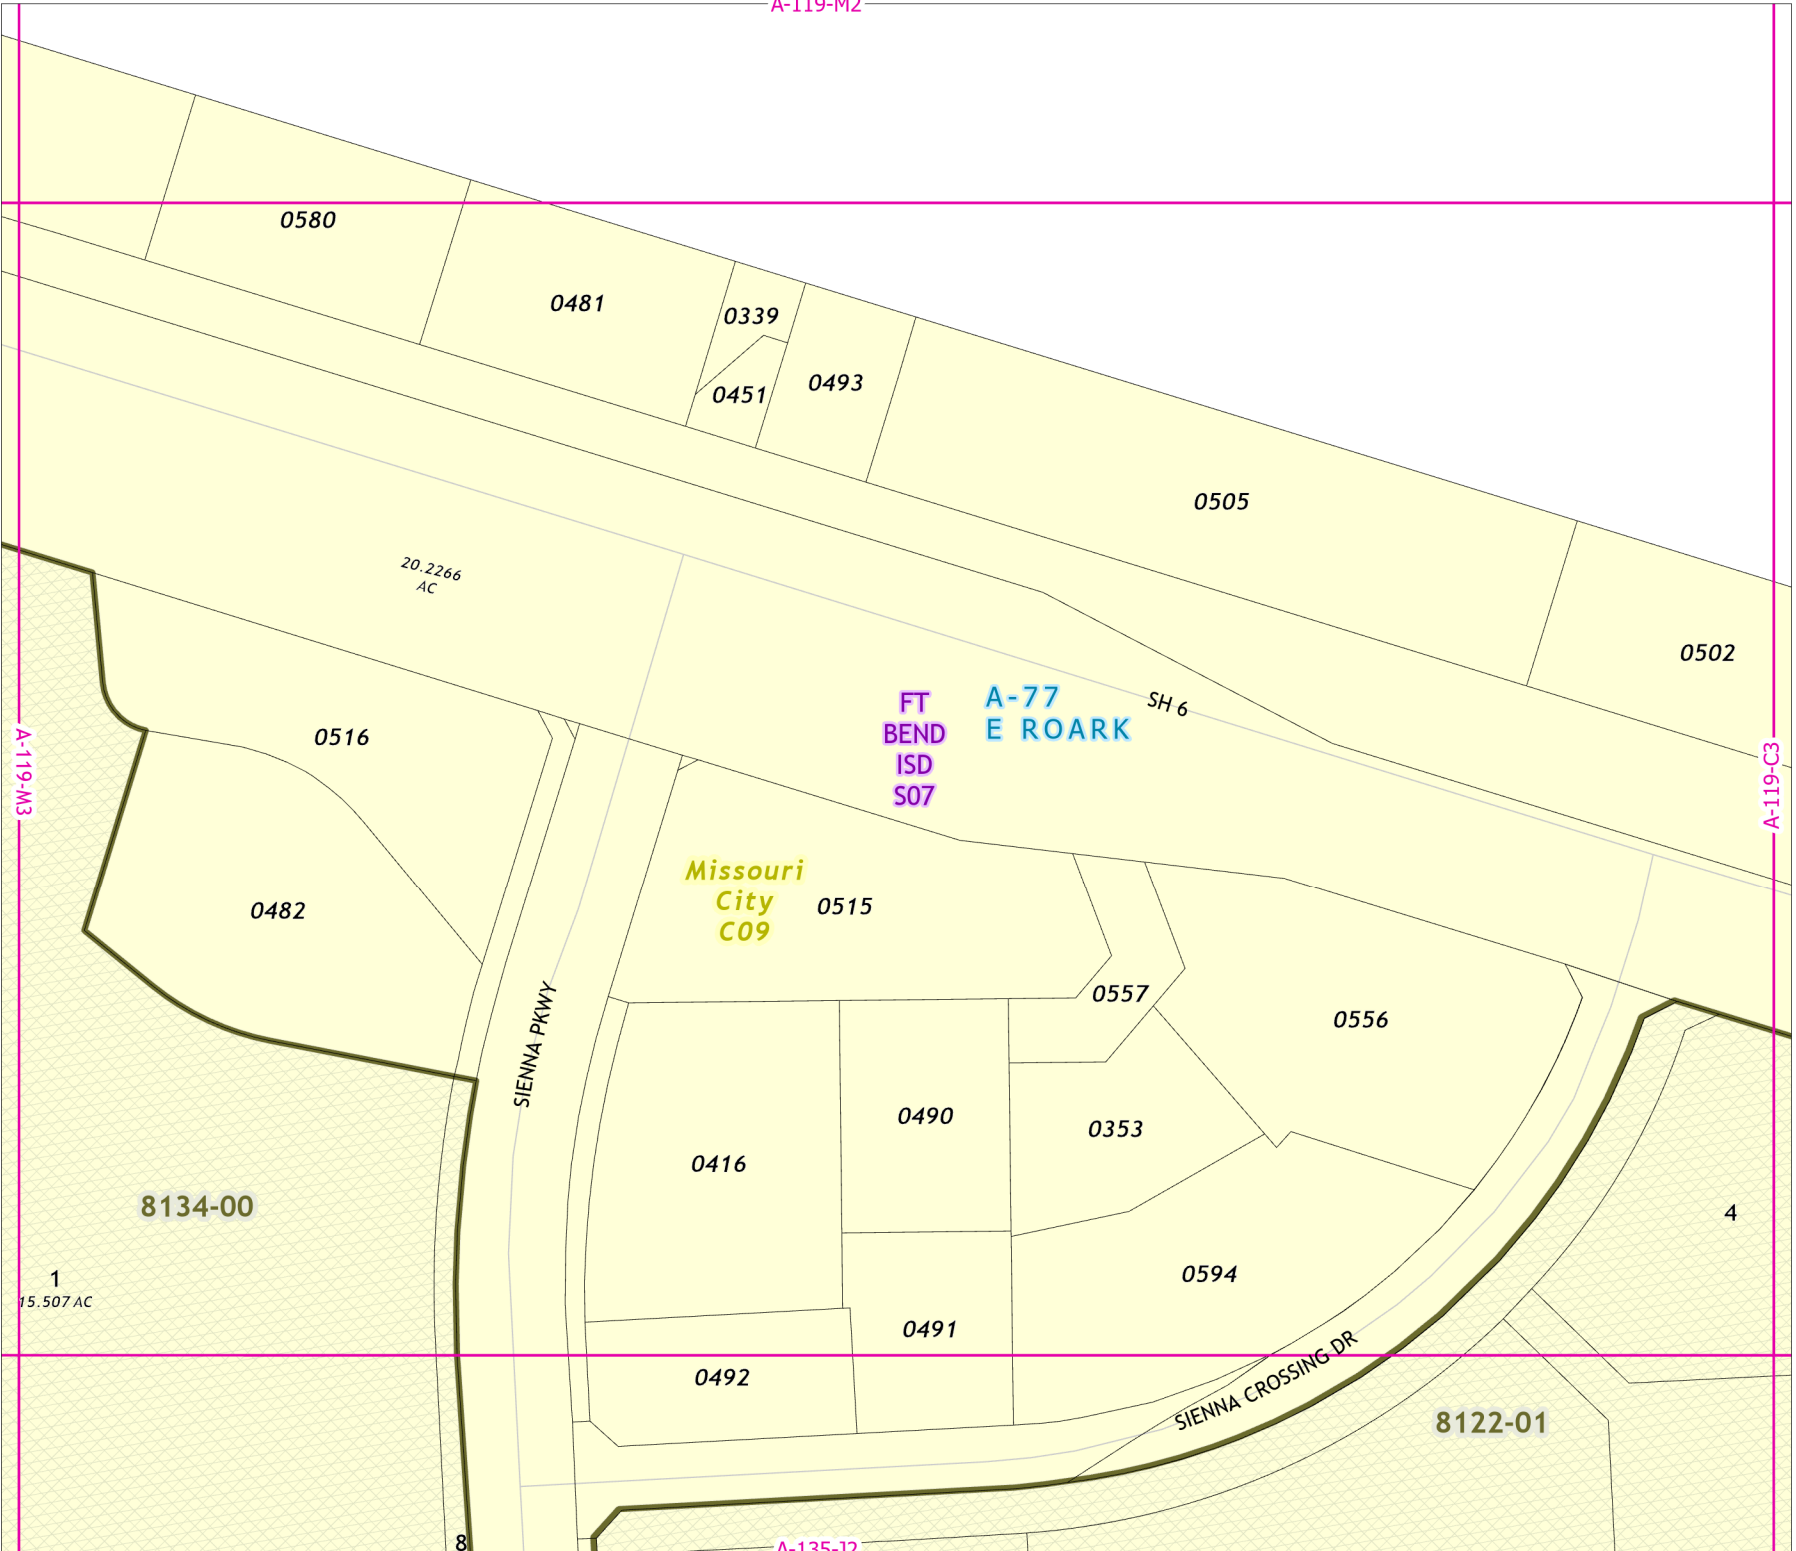 A-119-M2
0580
0481
0339
0451
0493
0505
0502
20.2266
AC
SH 6
FT
BEND
ISD
S07
A-77
E ROARK
A-119-M3
A-119-C3
0516
0482
Missouri
City
C09
0515
0557
0556
SIENNA PKWY
0490
0353
0416
8134-00
4
1
15.507 AC
0594
0491
0492
SIENNA CROSSING DR
8122-01
8
A-135-J2